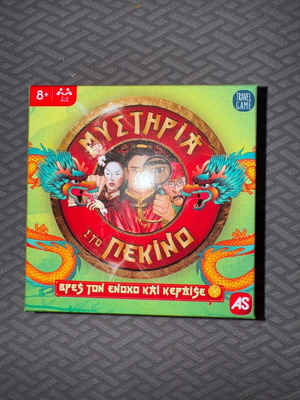 8+
TRAVEL
GAME
ΜΥΣΤΗΡΙΑ
ΣΤΟ
ΠΕΚΙΝΟ
ΒΡΕΣ ΤΟΝ ΕΝΟΧΟ ΚΑΙ ΚΕΡΔΙΣΕ
AS